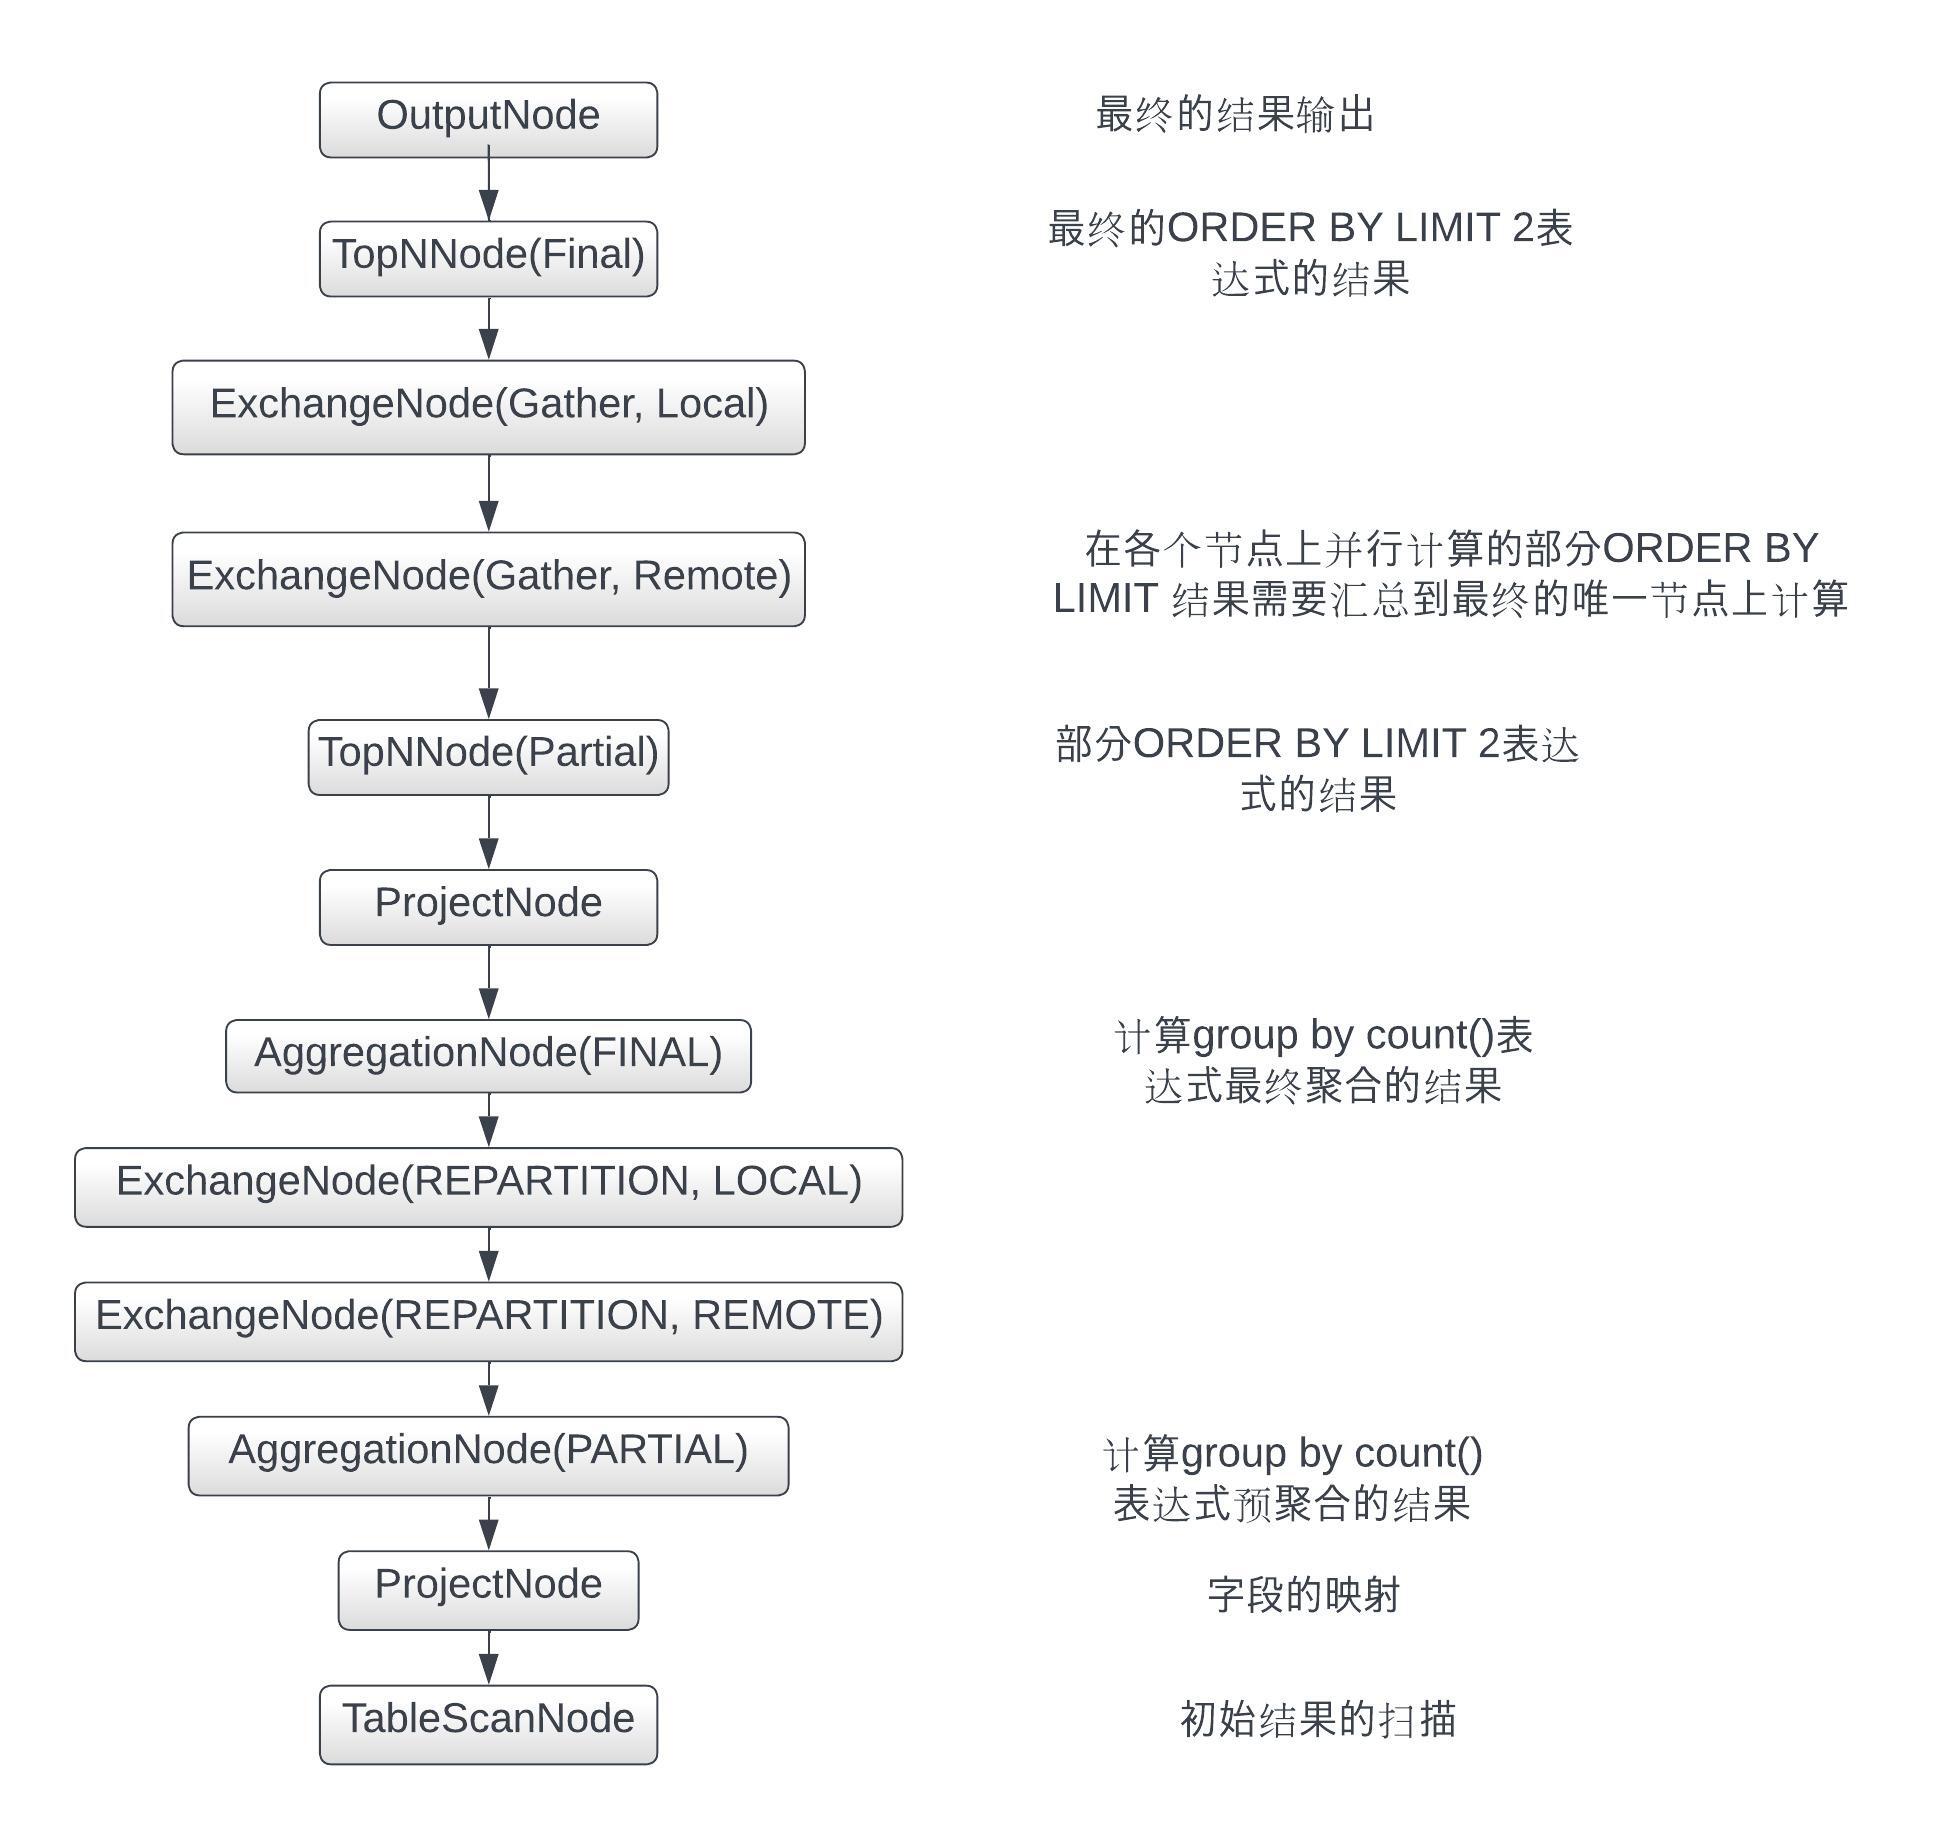 OutputNode
最终的结果输出
TopNNode(Final)
最终的ORDER BY LIMIT 2表
达式的结果
ExchangeNode(Gather, Local)
ExchangeNode(Gather, Remote)
在各个节点上并行计算的部分ORDER BY
LIMIT 结果需要汇总到最终的唯一节点上计算
TopNNode(Partial)
部分ORDER BY LIMIT 2表达
式的结果
ProjectNode
AggregationNode(FINAL)
计算group by count()表
达式最终聚合的结果
ExchangeNode(REPARTITION, LOCAL)
ExchangeNode(REPARTITION, REMOTE)
AggregationNode(PARTIAL)
计算group by count()
表达式预聚合的结果
ProjectNode
字段的映射
TableScanNode
初始结果的扫描